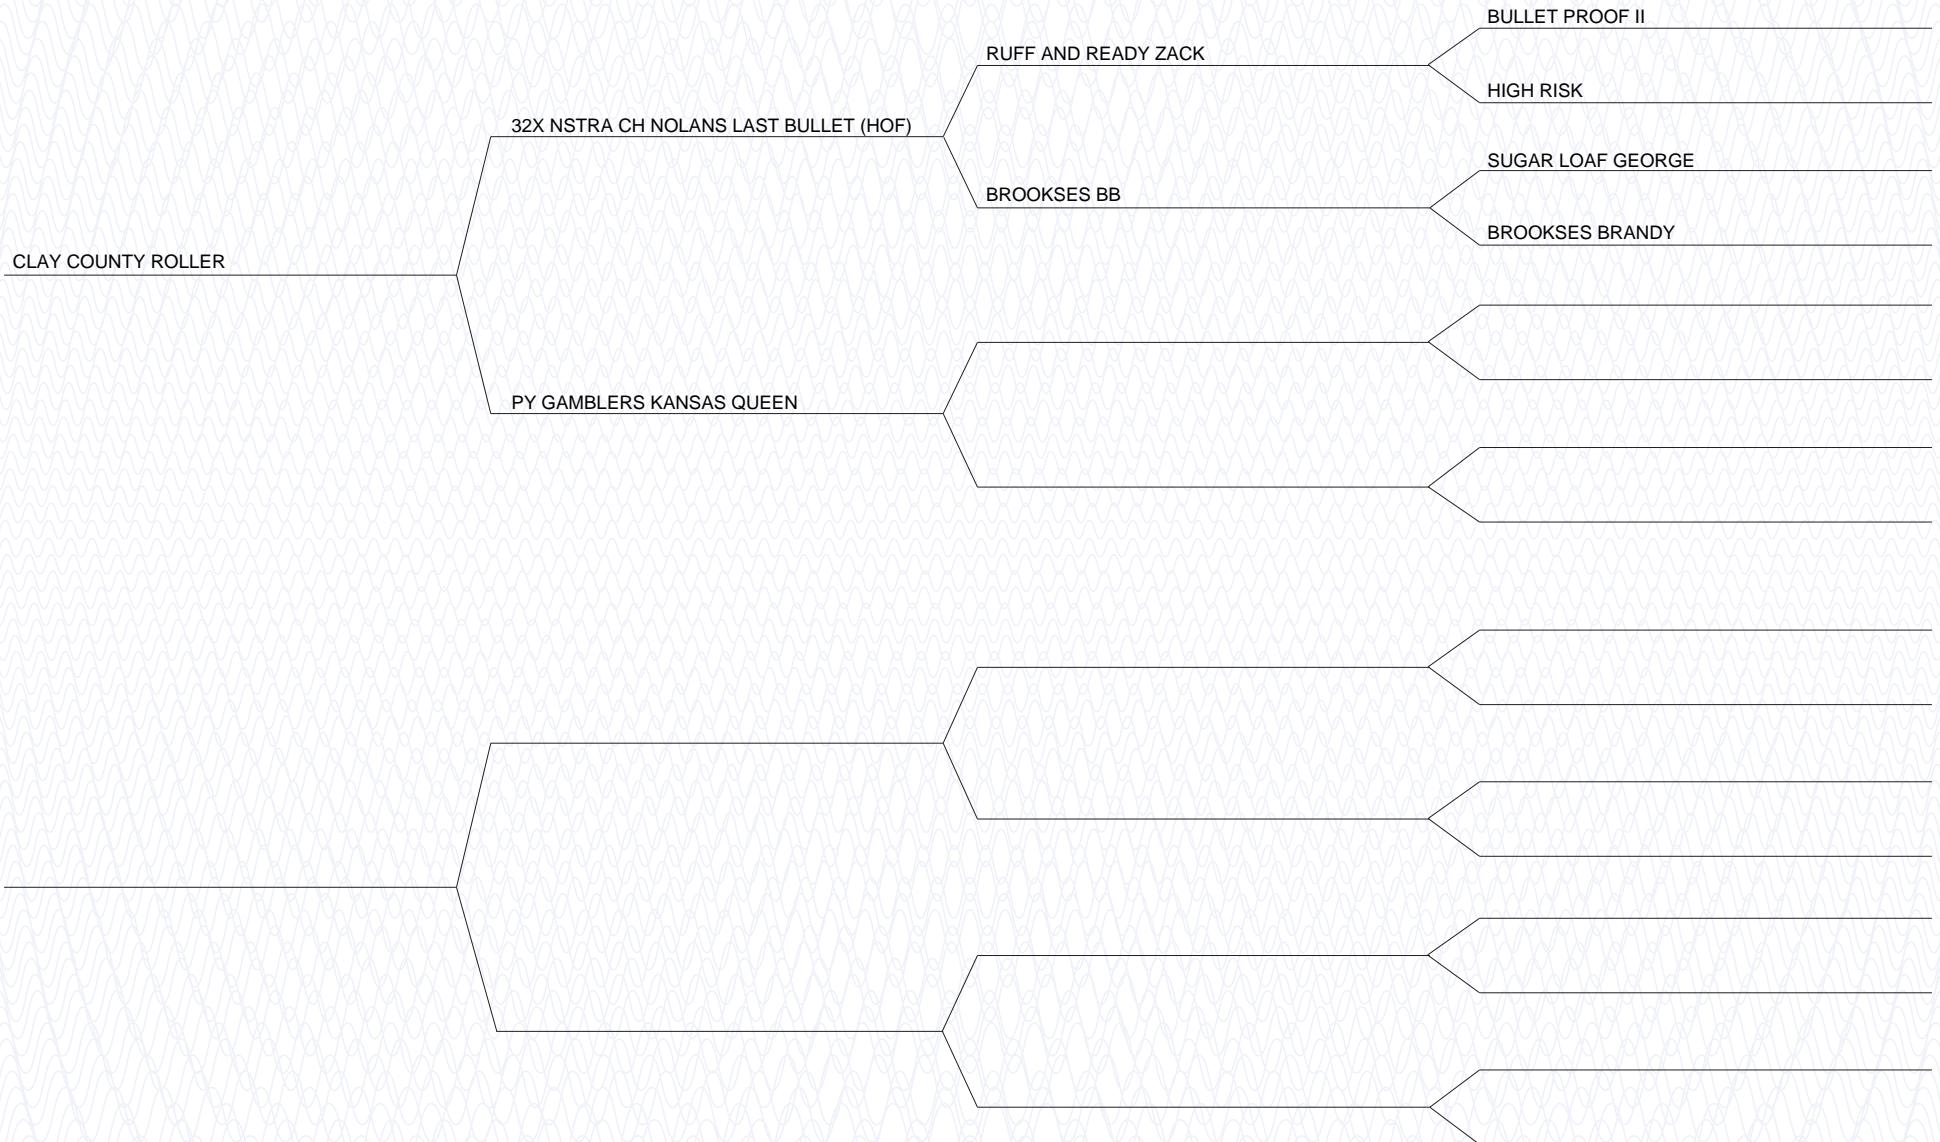 BULLET PROOF II
RUFF AND READY ZACK
HIGH RISK
32X NSTRA CH NOLANS LAST BULLET (HOF)
SUGAR LOAF GEORGE
BROOKSES BB
BROOKSES BRANDY
CLAY COUNTY ROLLER
PY GAMBLERS KANSAS QUEEN